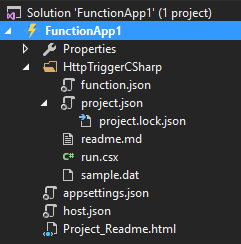 Solution 'FunctionApp1' (1 project)
FunctionApp1
Properties
HttpTriggerCSharp
function.json
project.json
project.lock.json
readme.md
run.csx
sample.dat
appsettings.json
host.json
Project_Readme.html